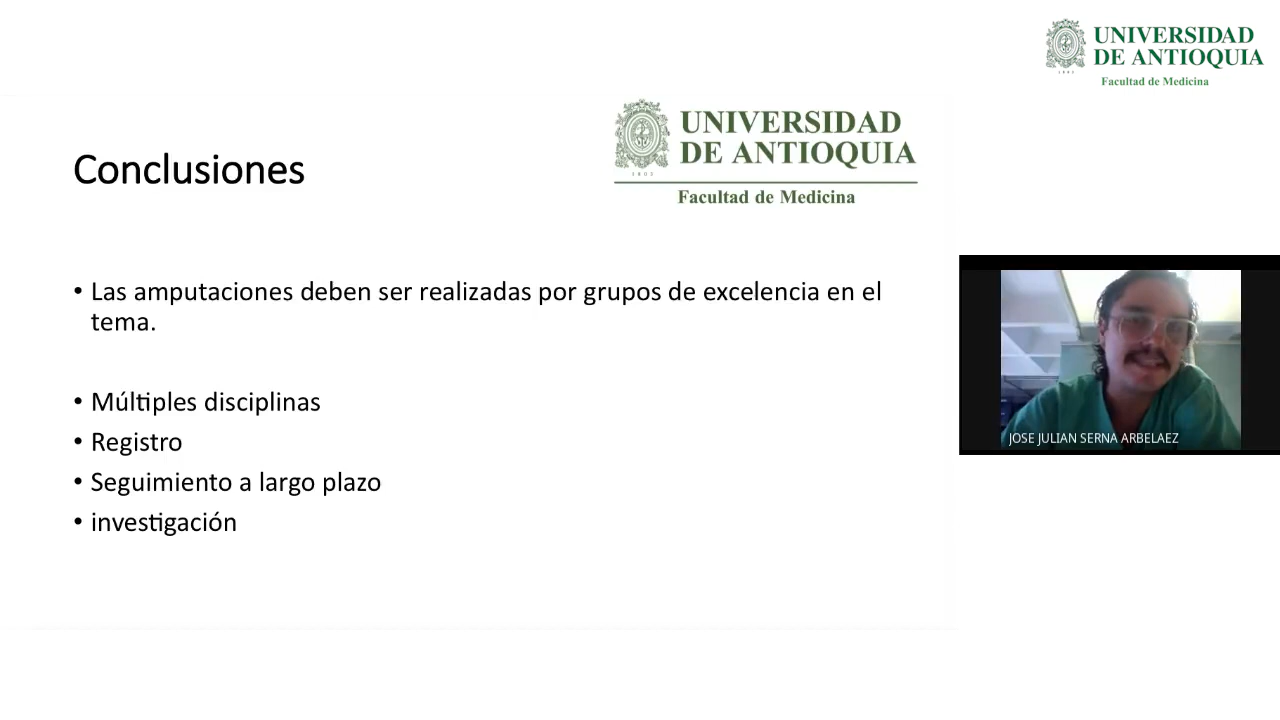 UNIVERSIDAD
DE ANTIOQUIA
Facultad de Medicina
UNIVERSIDAD
DE ANTIOQUIA
1803
Facultad de Medicina
Conclusiones
• Las amputaciones deben ser realizadas por grupos de excelencia en el
tema.
• Múltiples disciplinas
• Registro
• Seguimiento a largo plazo
• investigación
JOSE JULIAN SERNA ARBELAEZ